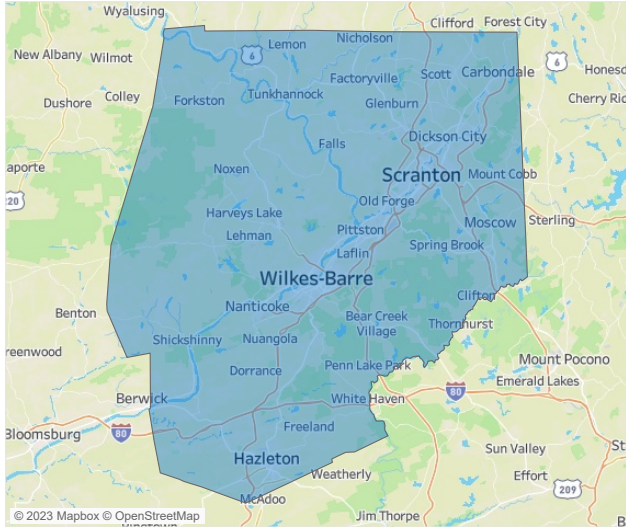 Wyalusing
Clifford
Forest City
Nicholson
Lemon
New Albany
Wilmot
6
6
Scott
Carbondale
Factoryville
Honesd
Dushore
Colley
Forkston
Tunkhannock
Glenburn
Cherry Rid
Falls
Dickson City
aporte
Noxen
Scranton
Mount Cobb
20
Old Forge
Harveys Lake
Sterling
Moscow
Lehman
Pittston
Laflin
Spring Brook
Wilkes-Barre
Clifton
Benton
Nanticoke
Bear Creek
Village
Thornhurst
Shickshinny
Nuangola
reenwood
Mount Pocono
Penn Lake Park
Dorrance
Emerald Lakes
80
Berwick
White Haven
Bloomsburg
80
Freeland
Sun Valley
St
Hazleton
Weatherly
Effort
209
McAdoo
Jim Thorpe
© 2023 Mapbox © OpenStreetMap